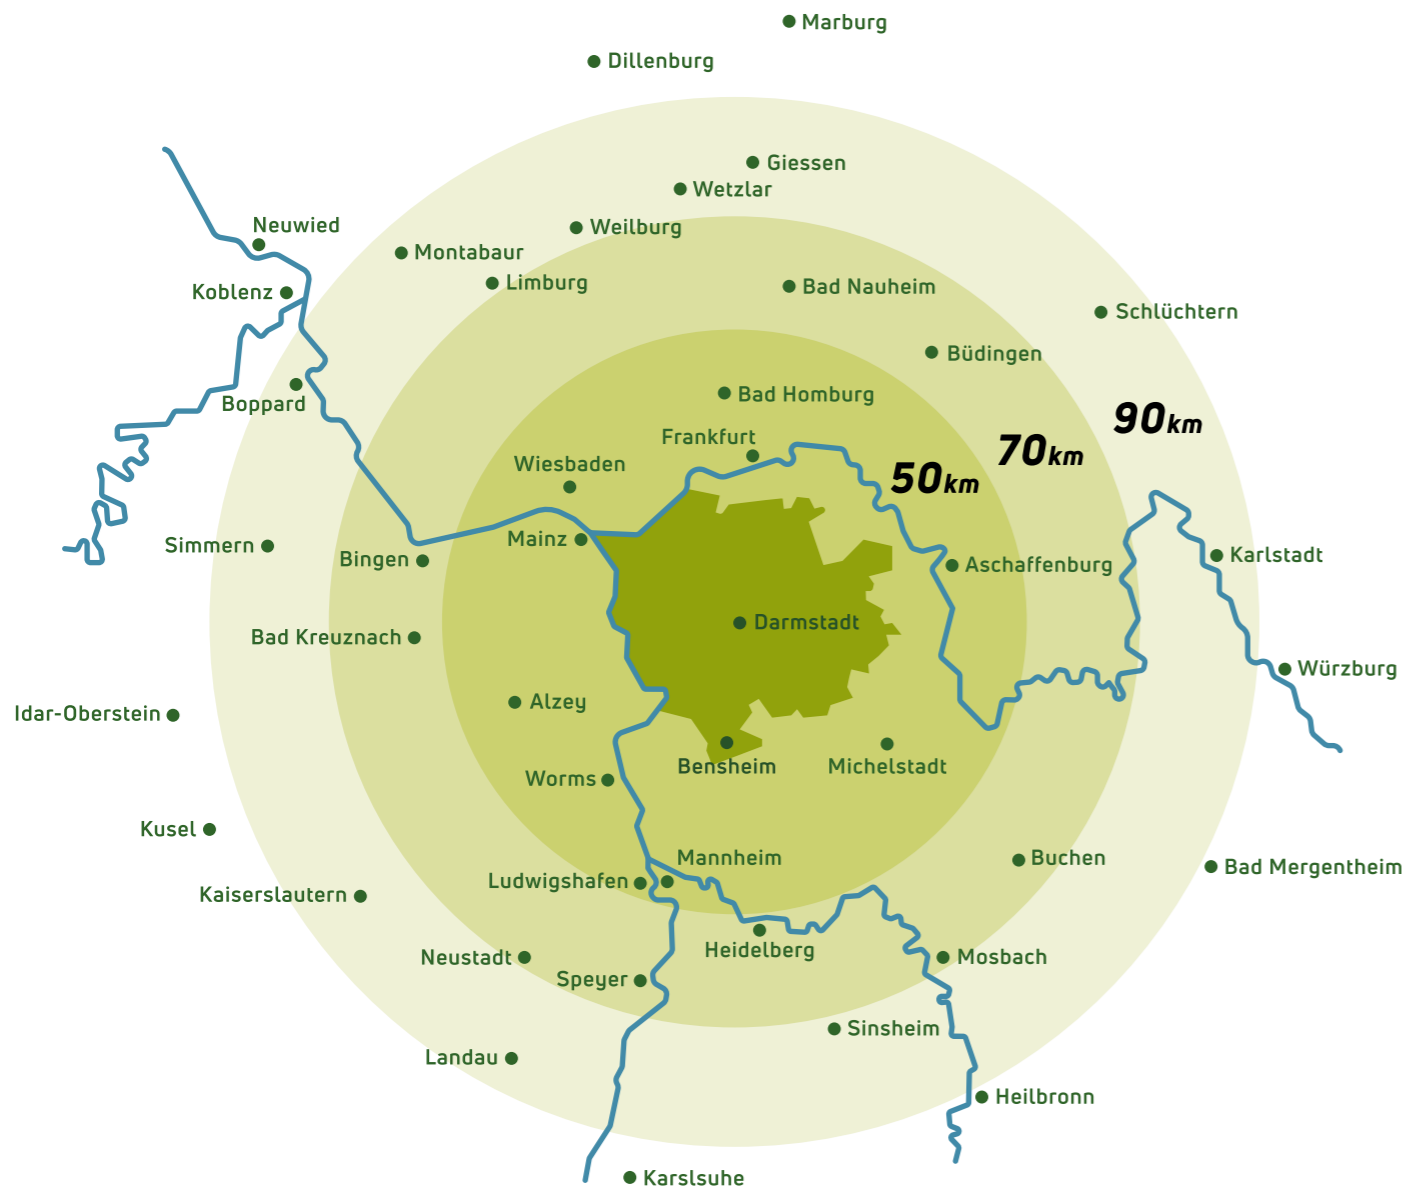 Marburg
Dillenburg
Giessen
Wetzlar
Neuwied
Weilburg
Montabaur
Limburg
Bad Nauheim
Koblenz
Schlüchtern
Büdingen
Bad Homburg
Boppard
90km
Frankfurt
70km
Wiesbaden
50km
Mainz
Simmern
Bingen
Karlstadt
Aschaffenburg
Darmstadt
Bad Kreuznach
Würzburg
Alzey
Idar-Oberstein
Bensheim
Michelstadt
Worms
Kusel
Mannheim
Buchen
Bad Mergentheim
Ludwigshafen
Kaiserslautern
Heidelberg
Neustadt
Mosbach
Speyer
Sinsheim
Landau
Heilbronn
Karslsuhe